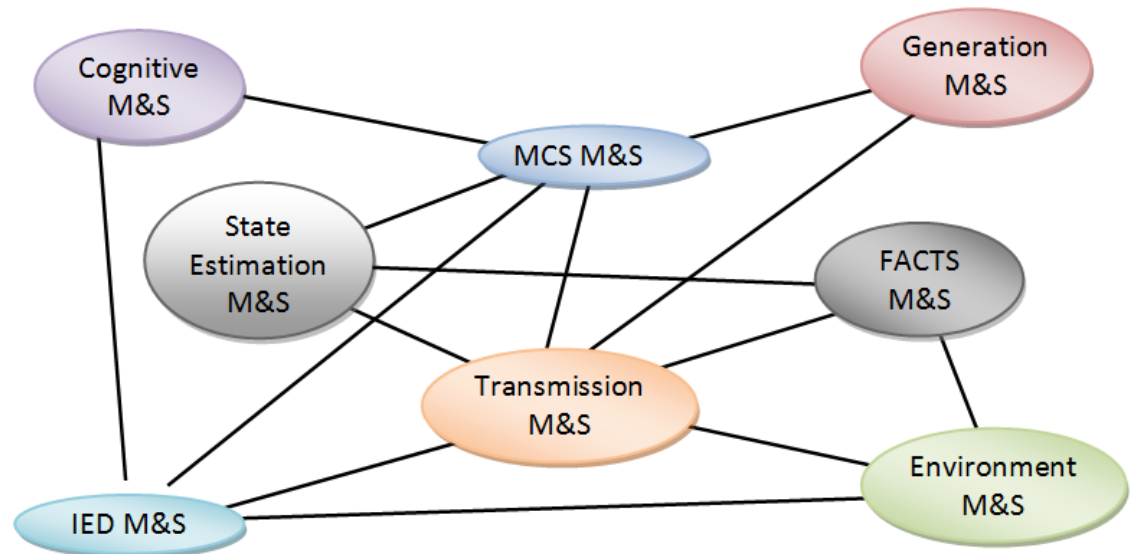 Cognitive
M&S
Generation
M&S
MCS M&S
State
Estimation
M&S
FACTS
M&S
Transmission
M&S
Environment
M&S
IED M&S